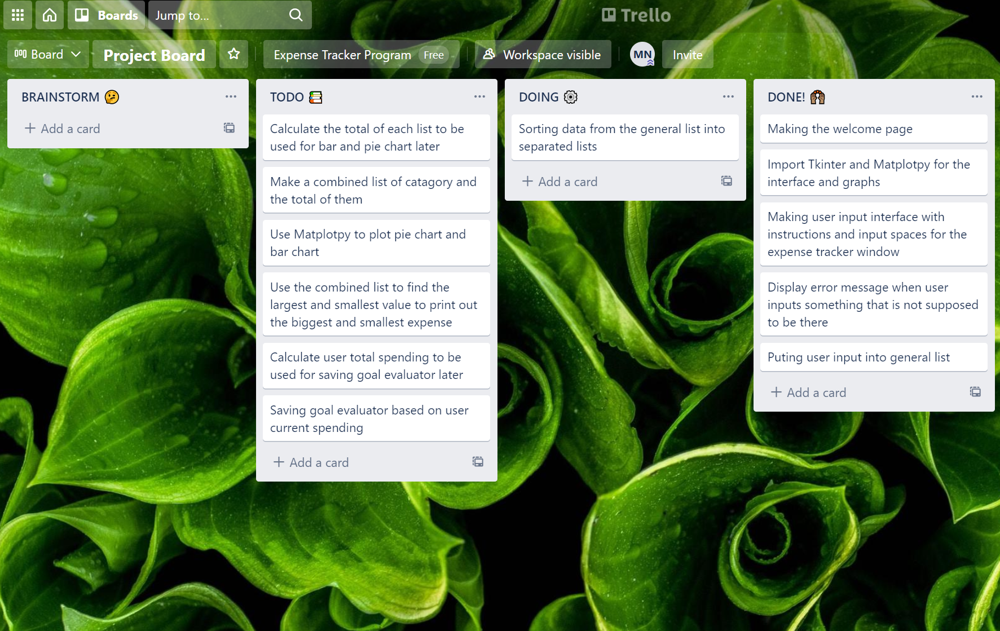 Boards
Jump to...
Trello
Board
Project Board
Expense Tracker Program Free
Workspace visible
MN
Invite
BRAINSTORM
Add a card
TODO
Calculate the total of each list to be
used for bar and pie chart later
Make a combined list of catagory and
the total of them
Use Matplotpy to plot pie chart and
bar chart
Use the combined list to find the
largest and smallest value to print out
the biggest and smallest expense
Calculate user total spending to be
used for saving goal evaluator later
Saving goal evaluator based on user
current spending
Add a card
DOING
Sorting data from the general list into
separated lists
Add a card
DONE!
Making the welcome page
Import Tkinter and Matplotpy for the
interface and graphs
Making user input interface with
instructions and input spaces for the
expense tracker window
Display error message when user
inputs something that is not supposed
to be there
Puting user input into general list
Add a card